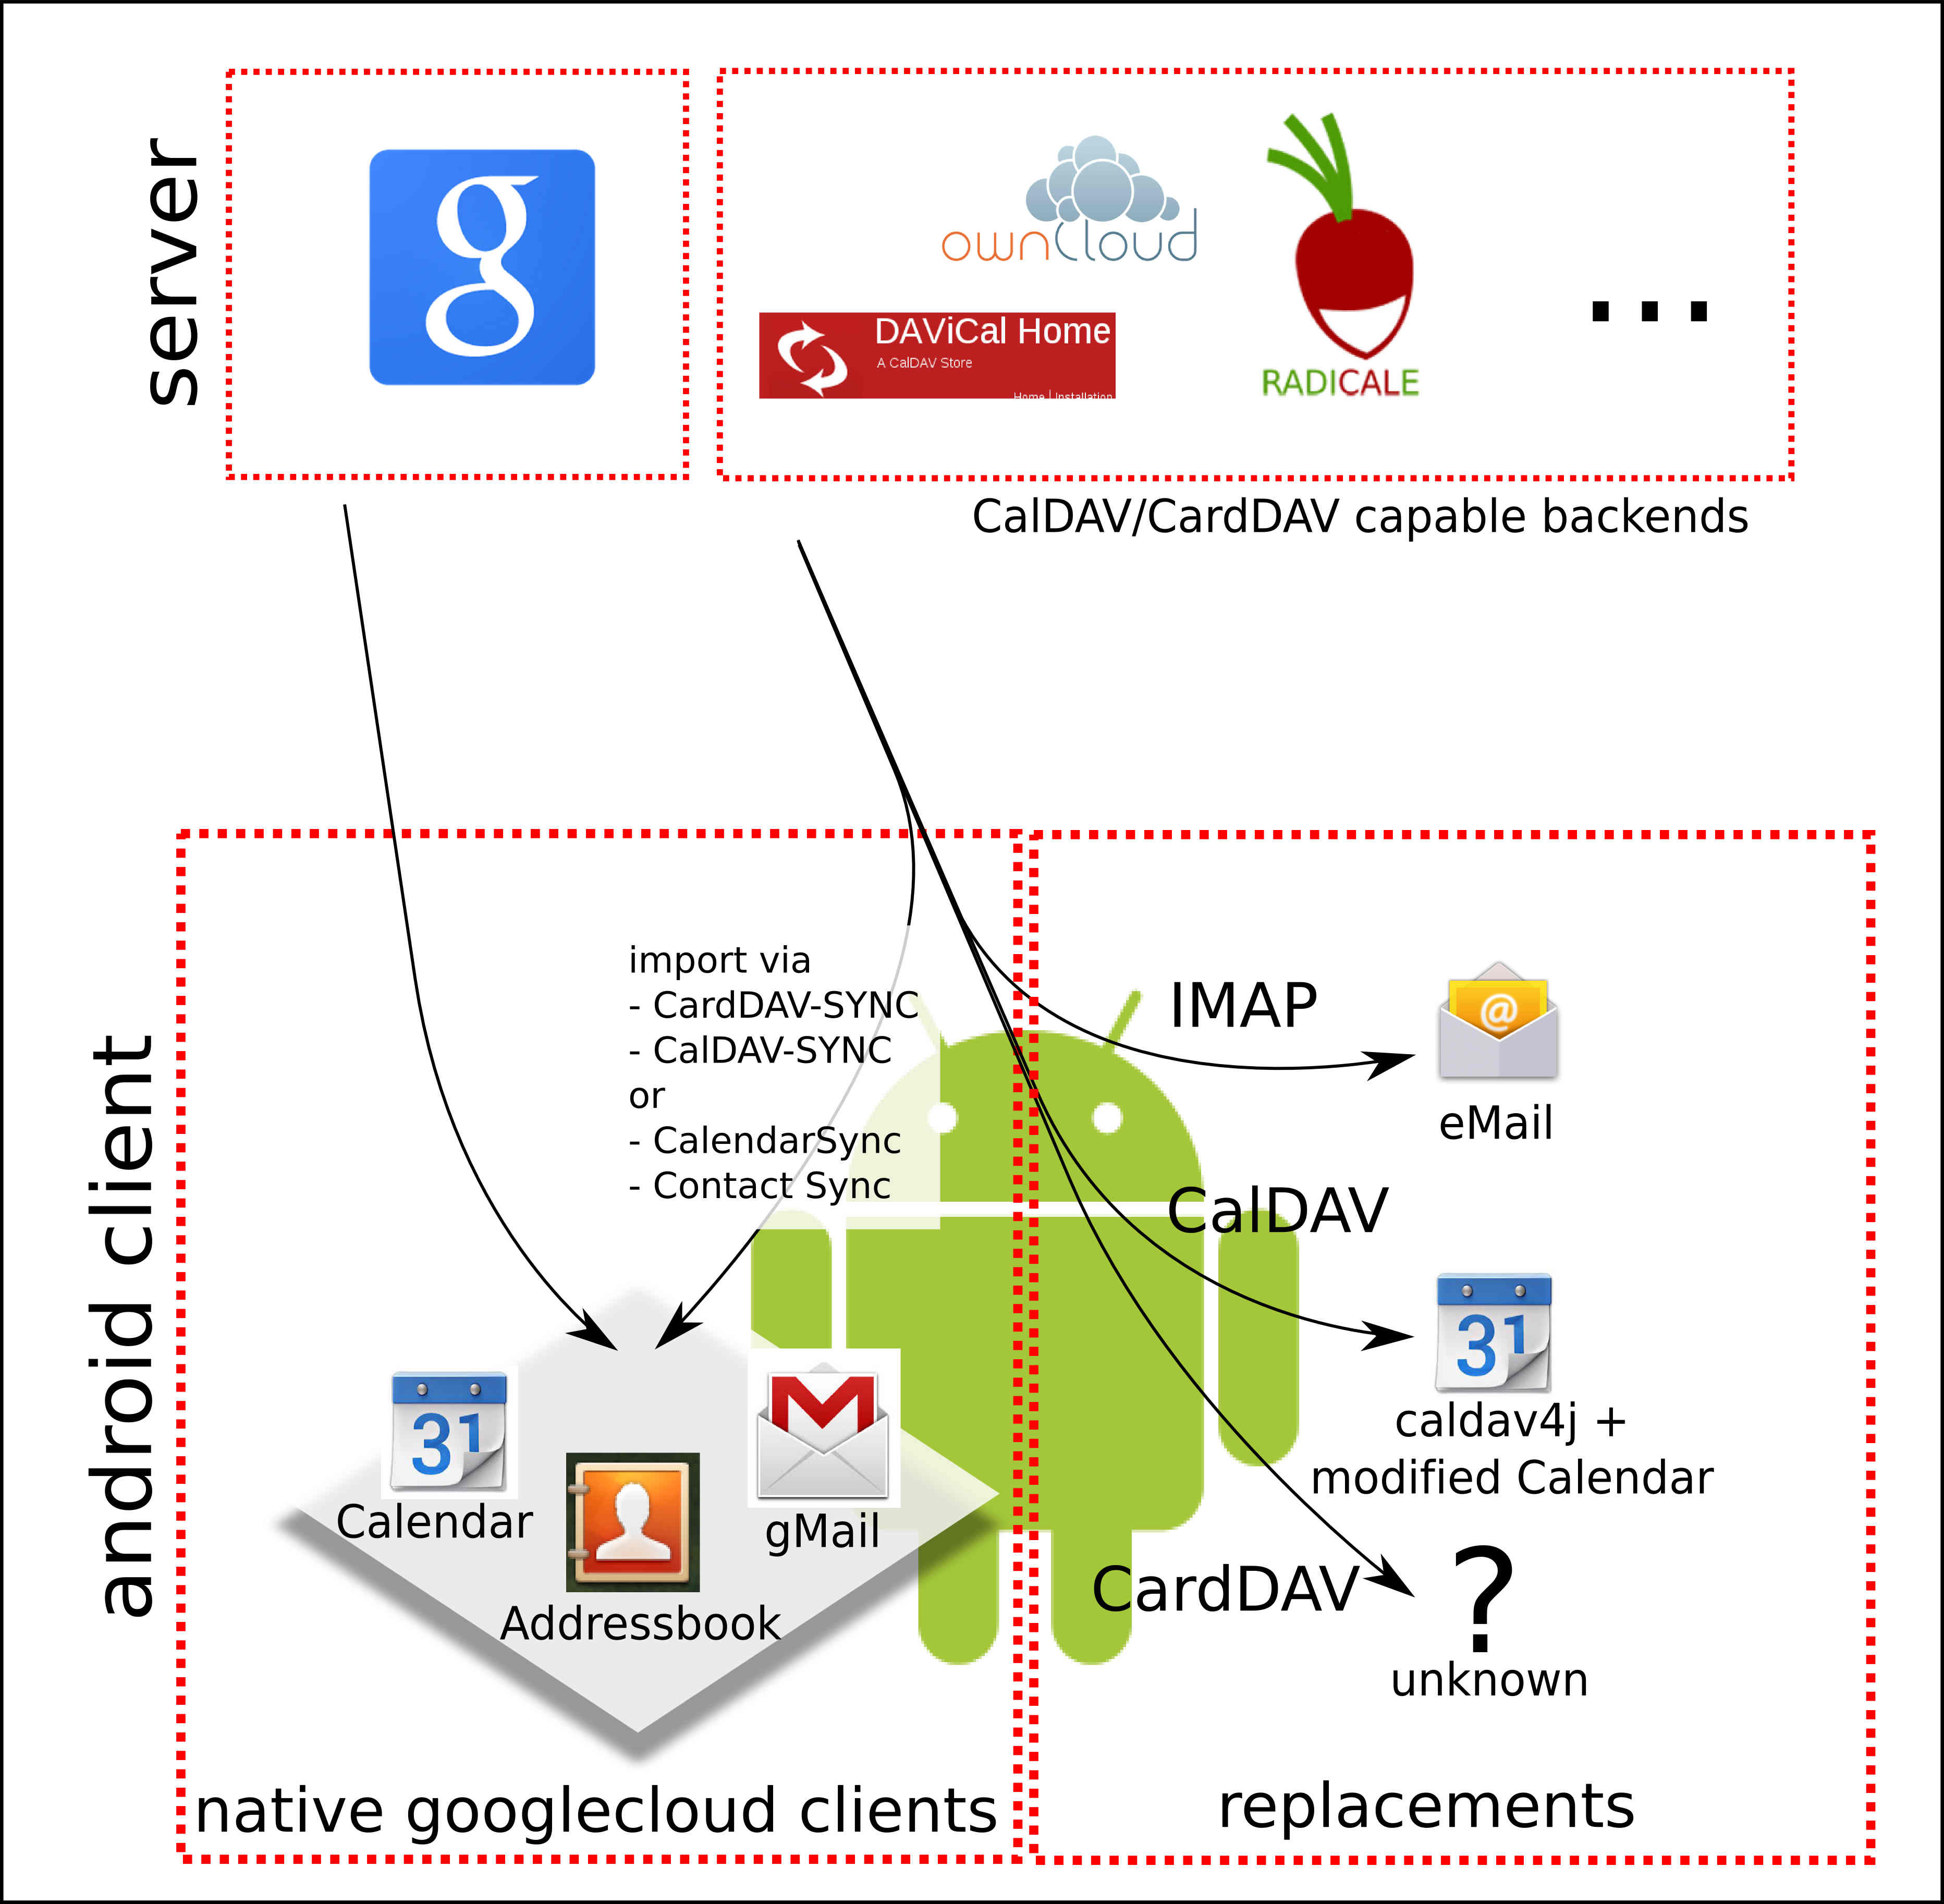 server
g
ownCloud
DAViCal Home
A CalDAV Store
Home | Installation
RADICALE
...
CalDAV/CardDAV capable backends
android client
import via
- CardDAV-SYNC
- CalDAV-SYNC
or
- CalendarSync
- Contact Sync
31
Calendar
Addressbook
M
gMail
native googlecloud clients
IMAP
@
eMail
CalDAV
31
caldav4j +
modified Calendar
CardDAV
?
unknown
replacements